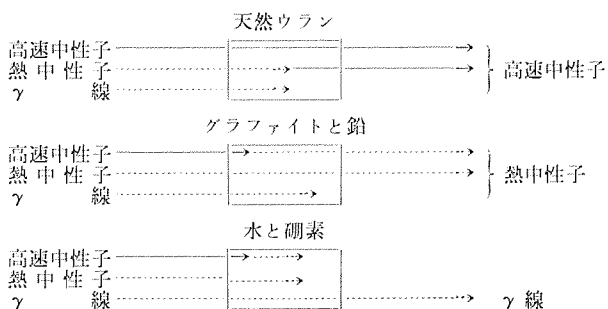 天然ウラン
高速中性子
熱中性子
γ 線
高速中性子
グラファイトと鉛
高速中性子
熱中性子
γ 線
熱中性子
水と硼素
高速中性子
熱中性子
γ 線
γ 線